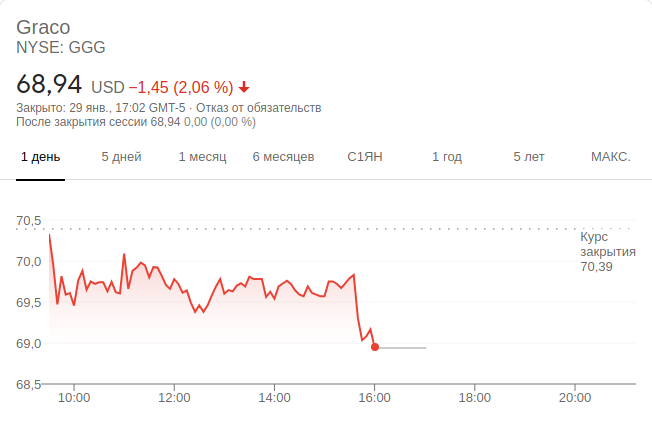 Graco
NYSE: GGG
68,94 USD −1,45 (2,06 %)
Закрыто: 29 янв., 17:02 GMT-5 · Отказ от обязательств
После закрытия сессии 68,94 0,00 (0,00 %)
1 день 5 дней 1 месяц 6 месяцев С1ЯН 1 год 5 лет МАКС.
70,5
Курс
закрытия
70,39
70,0
69,5
69,0
68,5
10:00 12:00 14:00 16:00 18:00 20:00